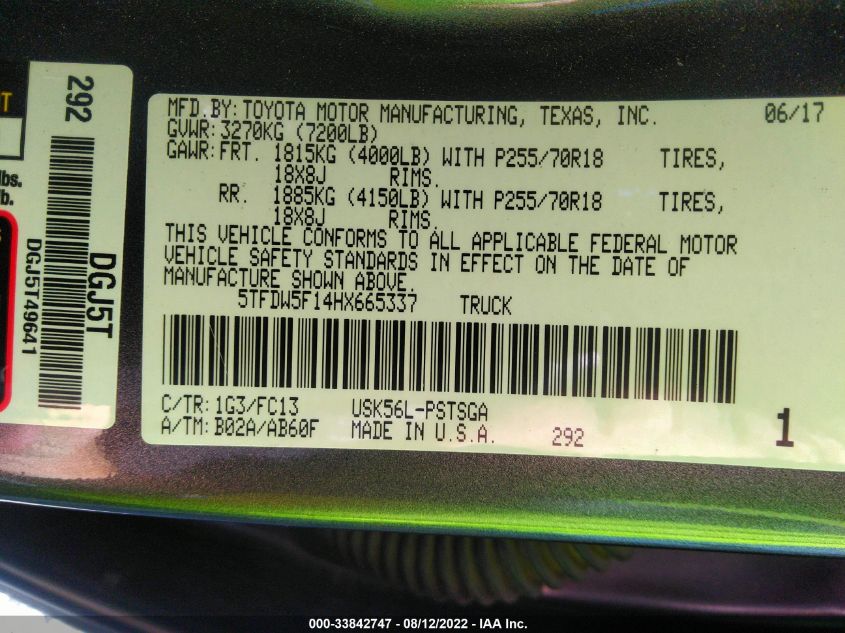 MFD.BY: TOYOTA MOTOR MANUFACTURING, TEXAS, INC. 06/17
GVWR: 3270KG (7200LB)
GAWR: FRT. 1815KG (4000LB) WITH P255/70R18 TIRES,
18X8J RIMS.
RR. 1885KG (4150LB) WITH P255/70R18 TIRES,
18X8J RIMS.
THIS VEHICLE CONFORMS TO ALL APPLICABLE FEDERAL MOTOR
VEHICLE SAFETY STANDARDS IN EFFECT ON THE DATE OF
MANUFACTURE SHOWN ABOVE.
5TFDW5F14HX665337 TRUCK
C/TR: 1G3/FC13 USK56L-PSTSGA
A/TM: B02A/AB60F MADE IN U.S.A. 292 1
292
DGJ5T
DGJ5T49641
lbs.
lb.
000-33842747 - 08/12/2022 - IAA Inc.